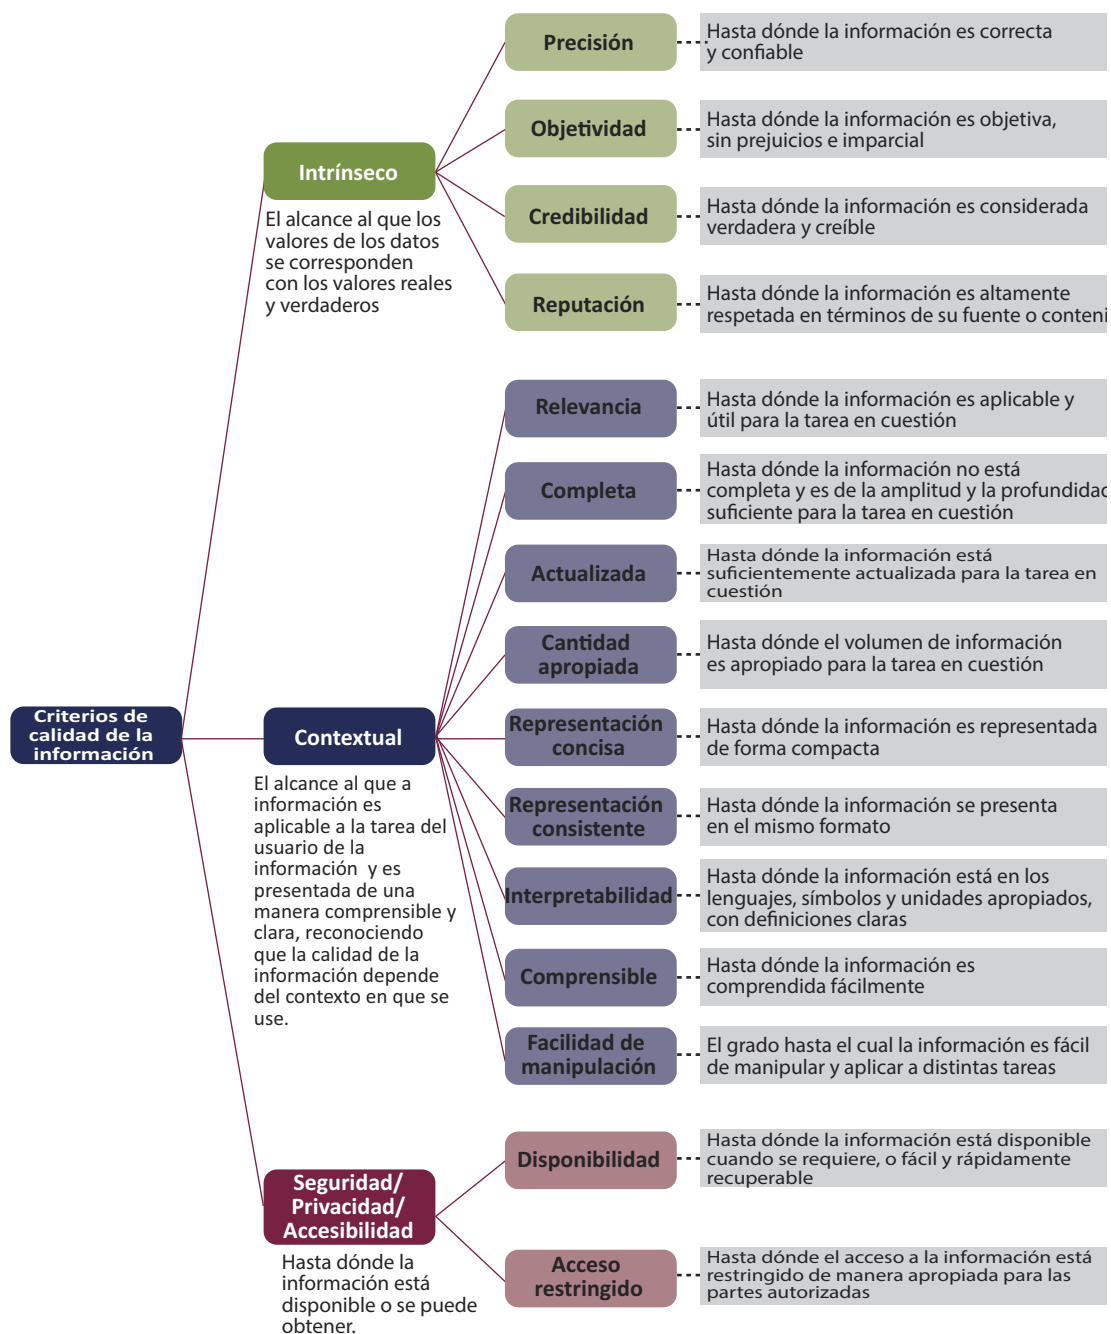 Criterios de
calidad de la
información
Intrínseco
El alcance al que los
valores de los datos
se corresponden
con los valores reales
y verdaderos
Precisión
Hasta dónde la información es correcta
y confiable
Objetividad
Hasta dónde la información es objetiva,
sin prejuicios e imparcial
Credibilidad
Hasta dónde la información es considerada
verdadera y creíble
Reputación
Hasta dónde la información es altamente
respetada en términos de su fuente o conteni
Contextual
El alcance al que a
información es
aplicable a la tarea del
usuario de la
información y es
presentada de una
manera comprensible y
clara, reconociendo
que la calidad de la
información depende
del contexto en que se
use.
Relevancia
Hasta dónde la información es aplicable y
útil para la tarea en cuestión
Completa
Hasta dónde la información no está
completa y es de la amplitud y la profundidad
suficiente para la tarea en cuestión
Actualizada
Hasta dónde la información está
suficientemente actualizada para la tarea en
cuestión
Cantidad
apropiada
Hasta dónde el volumen de información
es apropiado para la tarea en cuestión
Representación
concisa
Hasta dónde la información es representada
de forma compacta
Representación
consistente
Hasta dónde la información se presenta
en el mismo formato
Interpretabilidad
Hasta dónde la información está en los
lenguajes, símbolos y unidades apropiados,
con definiciones claras
Comprensible
Hasta dónde la información es
comprendida fácilmente
Facilidad de
manipulación
El grado hasta el cual la información es fácil
de manipular y aplicar a distintas tareas
Seguridad/
Privacidad/
Accesibilidad
Hasta dónde la
información está
disponible o se puede
obtener.
Disponibilidad
Hasta dónde la información está disponible
cuando se requiere, o fácil y rápidamente
recuperable
Acceso
restringido
Hasta dónde el acceso a la información está
restringido de manera apropiada para las
partes autorizadas